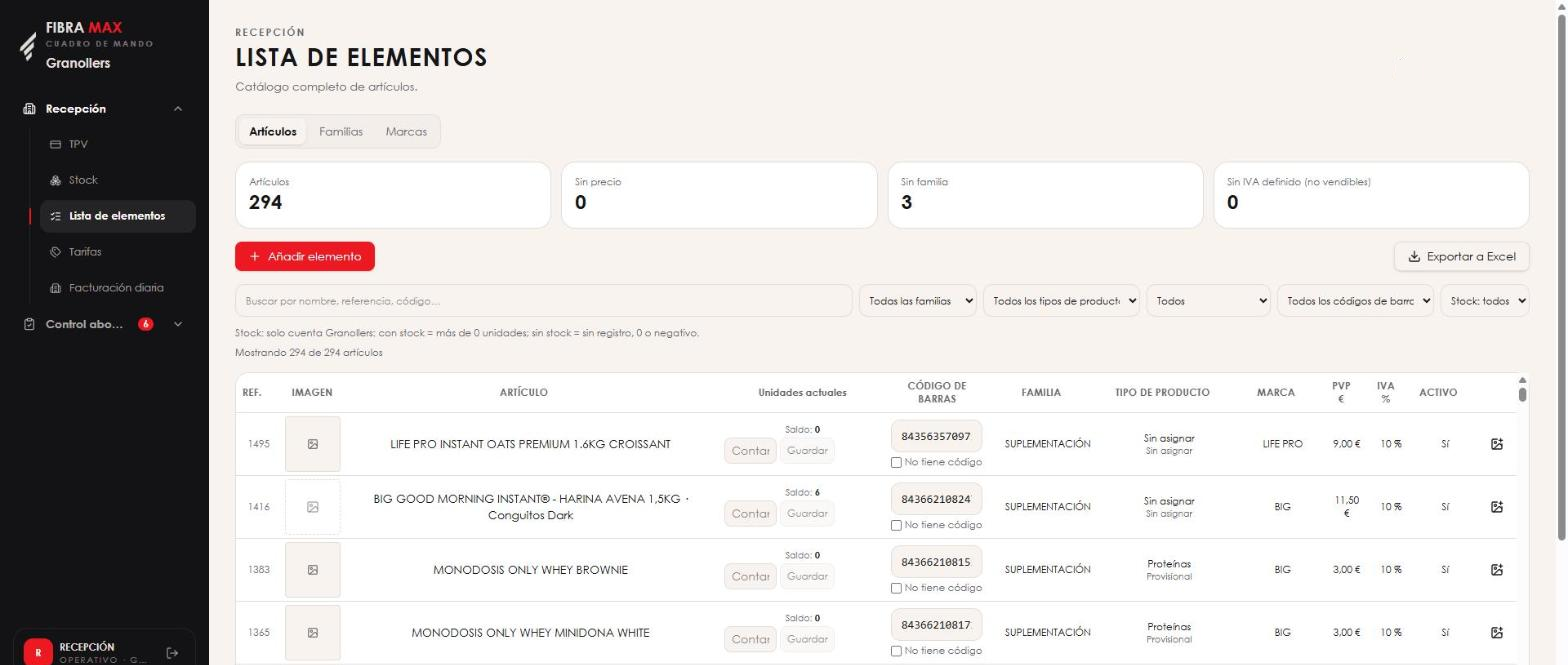 FIBRA MAX
CUADRO DE MANDO
Granollers
Recepción
TPV
Stock
Lista de elementos
Tarifas
Facturación diaria
Control abo... 6
R RECEPCIÓN
OPERATIVO · G...
RECEPCIÓN
LISTA DE ELEMENTOS
Catálogo completo de artículos.
Artículos Familias Marcas
Artículos
294
Sin precio
0
Sin familia
3
Sin IVA definido (no vendibles)
0
+ Añadir elemento
Exportar a Excel
Buscar por nombre, referencia, código... Todas las familias Todos los tipos de product Todos Todos los códigos de barrc Stock: todos
Stock: solo cuenta Granollers; con stock = más de 0 unidades; sin stock = sin registro, 0 o negativo.
Mostrando 294 de 294 artículos
REF. IMAGEN ARTÍCULO Unidades actuales CÓDIGO DE BARRAS FAMILIA TIPO DE PRODUCTO MARCA PVP € IVA % ACTIVO
Saldo: 0
1495 LIFE PRO INSTANT OATS PREMIUM 1.6KG CROISSANT Contar Guardar 84356357097 SUPLEMENTACIÓN Sin asignar LIFE PRO 9,00 € 10 % Sí
Sin asignar
No tiene código
Saldo: 6
1416 BIG GOOD MORNING INSTANT® - HARINA AVENA 1,5KG · Conguitos Dark Contar Guardar 84366210824 SUPLEMENTACIÓN Sin asignar BIG 11,50 € 10 % Sí
Sin asignar
No tiene código
Saldo: 0
1383 MONODOSIS ONLY WHEY BROWNIE Contar Guardar 84366210815 SUPLEMENTACIÓN Proteínas BIG 3,00 € 10 % Sí
Provisional
No tiene código
Saldo: 0
1365 MONODOSIS ONLY WHEY MINIDONA WHITE Contar Guardar 84366210817 SUPLEMENTACIÓN Proteínas BIG 3,00 € 10 % Sí
Provisional
No tiene código